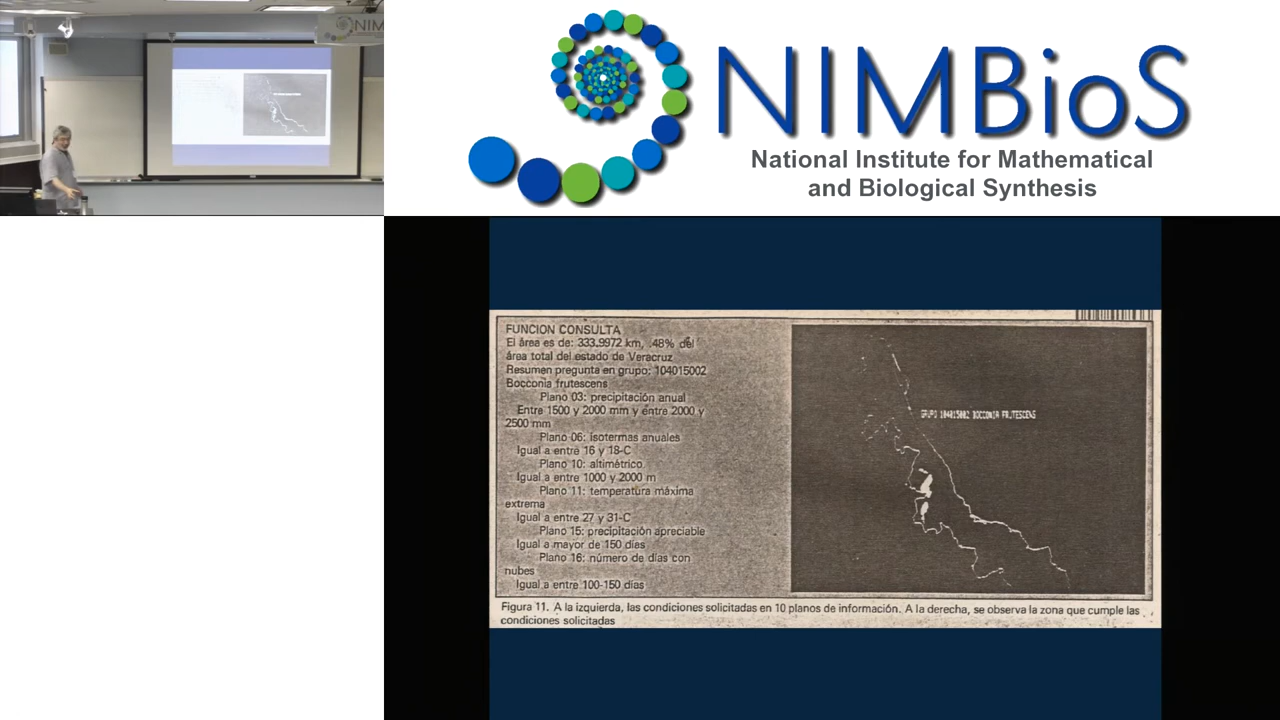 NIM
NIMBioS
National Institute for Mathematical
and Biological Synthesis
FUNCION CONSULTA
El área es de: 333.9972 km, .48% del
área total del estado de Veracruz
Resumen pregunta en grupo: 104015002
Bocconia frutescens
Plano 03: precipitación anual
Entre 1500 y 2000 mm y entre 2000 y
2500 mm
Plano 06: isotermas anuales
Igual a entre 16 y 18-C
Plano 10: altimétrico
Igual a entre 1000 y 2000 m
Plano 11: temperatura máxima
extrema
Igual a entre 27 y 31-C
Plano 15: precipitación apreciable
Igual a mayor de 150 días
Plano 16: número de días con
nubes
Igual a entre 100-150 días
GRUPO 104015002 BOCCONIA FRUTESCENS
Figura 11. A la izquierda, las condiciones solicitadas en 10 planos de información. A la derecha, se observa la zona que cumple las
condiciones solicitadas